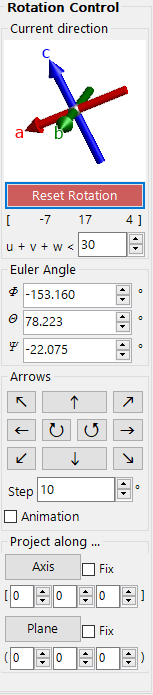 Rotation Control
Current direction
c
a
b
Reset Rotation
[ -7 17 4 ]
u + v + w < 30
Euler Angle
Φ -153.160 °
Θ 78.223 °
Ψ -22.075 °
Arrows
↖ ↑ ↗
← ↻ ↺ →
↙ ↓ ↘
Step 10 °
Animation
Project along ...
Axis Fix
[ 0 0 0 ]
Plane Fix
( 0 0 0 )